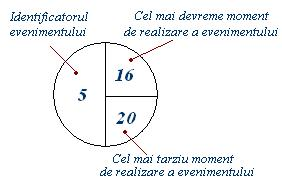 Identificatorul
evenimentului
Cel mai devreme moment
de realizare a evenimentului
5
16
20
Cel mai tarziu moment
de realizare a evenimentului